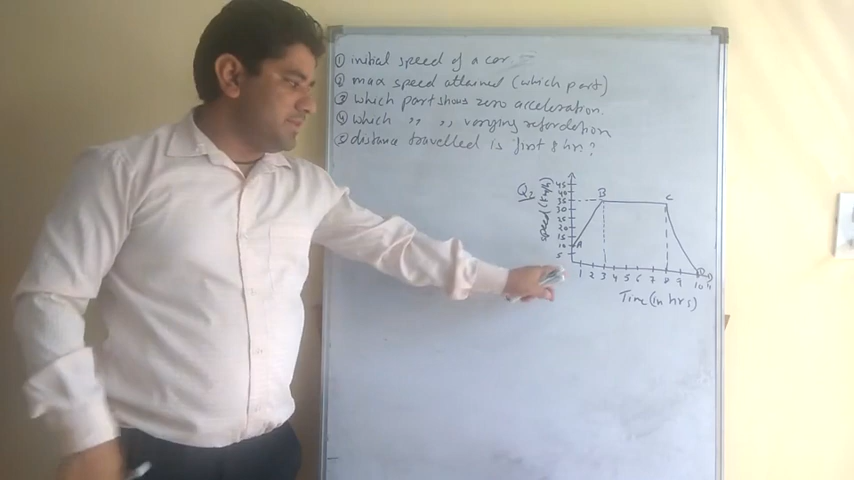 ① initial speed of a car
② max speed attained (which part)
③ which part shows zero acceleration.
④ which ,, ,, varying retardation
⑤ distance travelled is first 8 hr?
Q2
speed (km/h)
45
40
35
30
25
20
15
10
5
A
B
C
D
1 2 3 4 5 6 7 8 9 10
Time (in hrs)